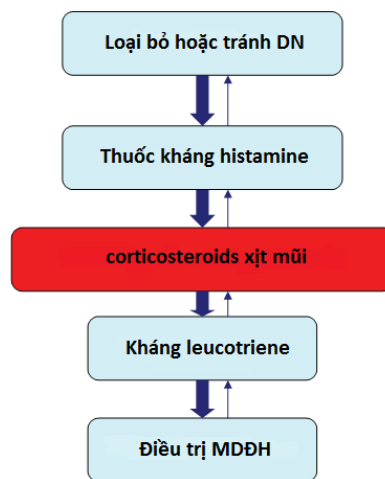 Loại bỏ hoặc tránh DN
Thuốc kháng histamine
corticosteroids xịt mũi
Kháng leucotriene
Điều trị MDĐH